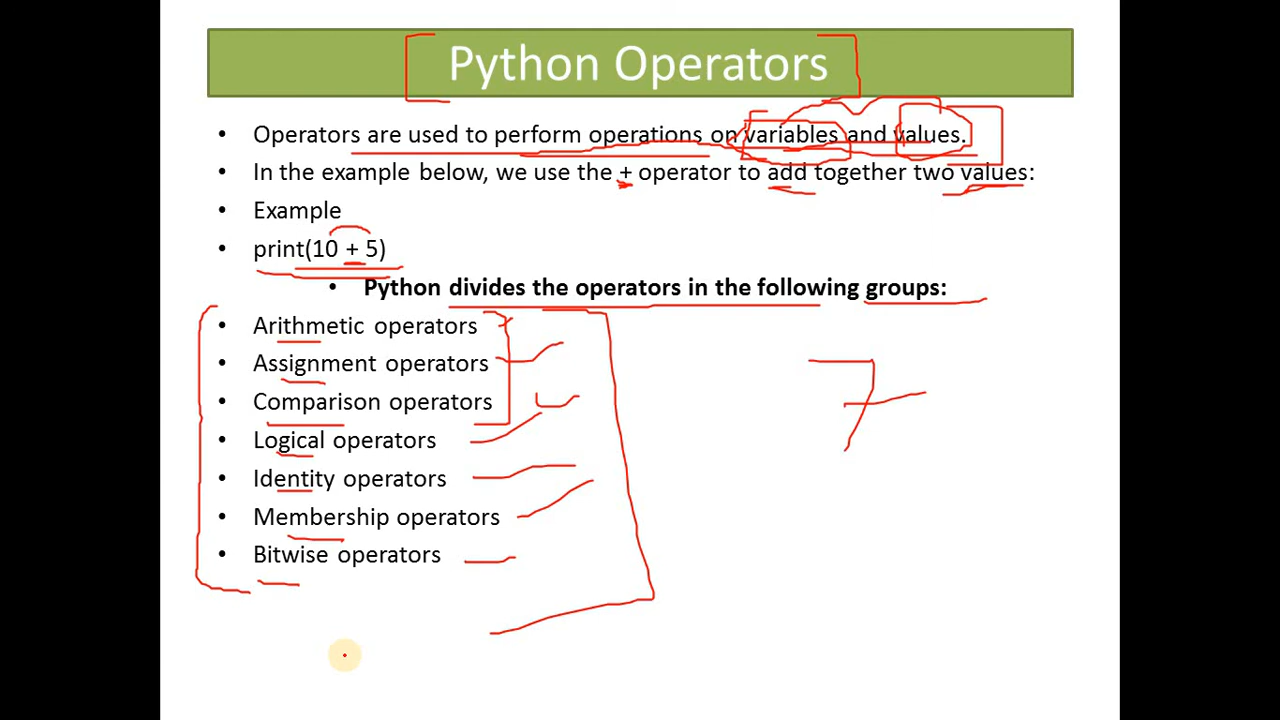 Python Operators
• Operators are used to perform operations on variables and values.
• In the example below, we use the + operator to add together two values:
• Example
• print(10 + 5)
• Python divides the operators in the following groups:
• Arithmetic operators
• Assignment operators
• Comparison operators
• Logical operators
• Identity operators
• Membership operators
• Bitwise operators
7